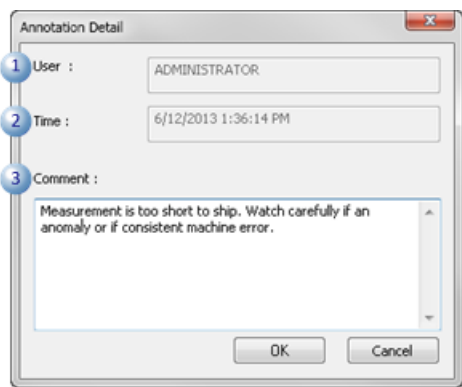 Annotation Detail
1 User :
ADMINISTRATOR
2 Time :
6/12/2013 1:36:14 PM
3 Comment :
Measurement is too short to ship. Watch carefully if an
anomaly or if consistent machine error.
OK Cancel